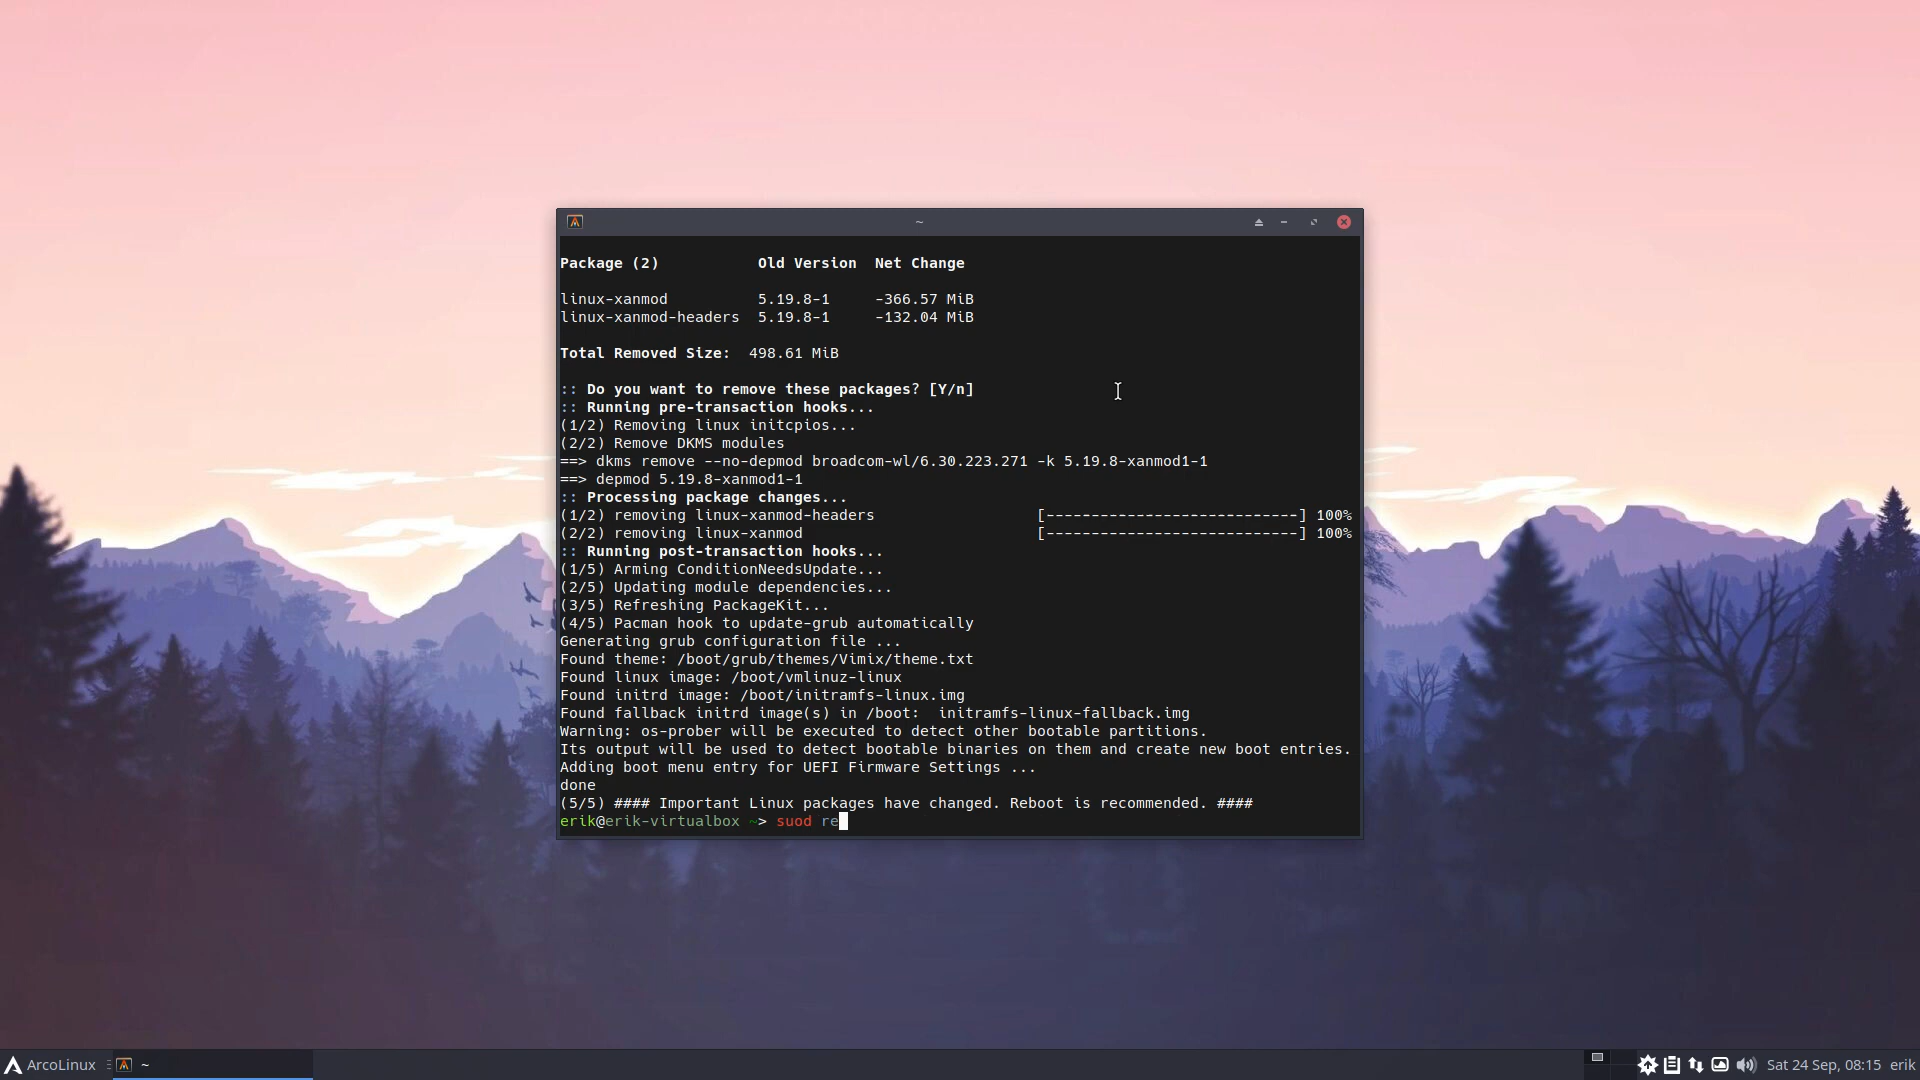 ~
Package (2)           Old Version  Net Change
linux-xanmod          5.19.8-1     -366.57 MiB
linux-xanmod-headers  5.19.8-1     -132.04 MiB
Total Removed Size:  498.61 MiB
:: Do you want to remove these packages? [Y/n]
:: Running pre-transaction hooks...
(1/2) Removing linux initcpios...
(2/2) Remove DKMS modules
==> dkms remove --no-depmod broadcom-wl/6.30.223.271 -k 5.19.8-xanmod1-1
==> depmod 5.19.8-xanmod1-1
:: Processing package changes...
(1/2) removing linux-xanmod-headers                  [----------------------------] 100%
(2/2) removing linux-xanmod                          [----------------------------] 100%
:: Running post-transaction hooks...
(1/5) Arming ConditionNeedsUpdate...
(2/5) Updating module dependencies...
(3/5) Refreshing PackageKit...
(4/5) Pacman hook to update-grub automatically
Generating grub configuration file ...
Found theme: /boot/grub/themes/Vimix/theme.txt
Found linux image: /boot/vmlinuz-linux
Found initrd image: /boot/initramfs-linux.img
Found fallback initrd image(s) in /boot:  initramfs-linux-fallback.img
Warning: os-prober will be executed to detect other bootable partitions.
Its output will be used to detect bootable binaries on them and create new boot entries.
Adding boot menu entry for UEFI Firmware Settings ...
done
(5/5) #### Important Linux packages have changed. Reboot is recommended. ####
erik@erik-virtualbox ~> suod re
ArcoLinux ~ Sat 24 Sep, 08:15 erik